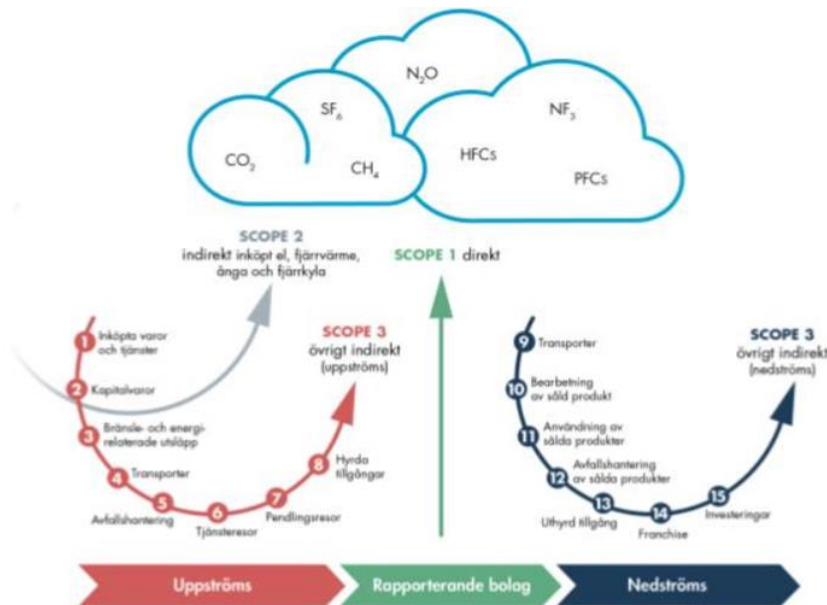 N₂O
SF₆
NF₃
CO₂
CH₄
HFCs
PFCs
SCOPE 2
indirekt inköpt el, fjärrvärme,
ånga och fjärrkyla
SCOPE 1 direkt
SCOPE 3
övrigt indirekt
(uppströms)
SCOPE 3
övrigt indirekt
(nedströms)
1 Inköpta varor
och tjänster
2 Kapitalvaror
3 Bränsle- och energi-
relaterade utsläpp
4 Transporter
5 Avfallshantering
6 Tjänsteresor
7 Pendlingsresor
8 Hyrda
tillgångar
9 Transporter
10 Bearbetning
av såld produkt
11 Användning av
sålda produkter
12 Avfallshantering
av sålda produkter
13 Uthyrd tillgång
14 Franchise
15 Investeringar
Uppströms
Rapporterande bolag
Nedströms